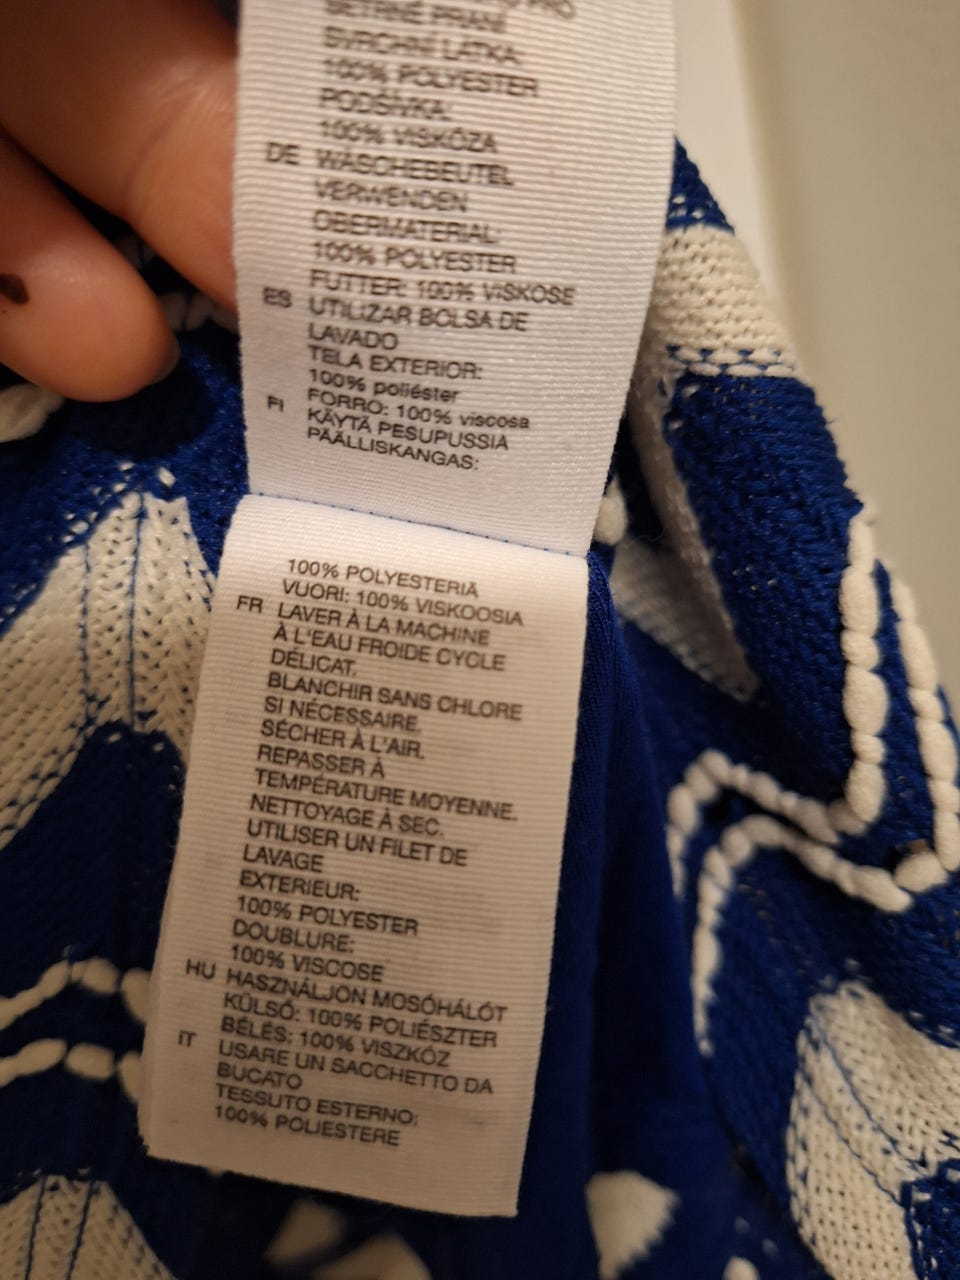 PRO
ŠETRNÉ PRANÍ
SVRCHNÍ LÁTKA:
100% POLYESTER
PODŠÍVKA:
100% VISKÓZA
DE WÄSCHEBEUTEL
VERWENDEN
OBERMATERIAL:
100% POLYESTER
FUTTER: 100% VISKOSE
ES UTILIZAR BOLSA DE
LAVADO
TELA EXTERIOR:
100% poliéster
FORRO: 100% viscosa
FI KÄYTÄ PESUPUSSIA
PÄÄLLISKANGAS:
100% POLYESTERIÄ
VUORI: 100% VISKOOSIA
FR LAVER À LA MACHINE
À L'EAU FROIDE CYCLE
DÉLICAT,
BLANCHIR SANS CHLORE
SI NÉCESSAIRE.
SÉCHER À L'AIR.
REPASSER À
TEMPÉRATURE MOYENNE.
NETTOYAGE À SEC.
UTILISER UN FILET DE
LAVAGE
EXTERIEUR:
100% POLYESTER
DOUBLURE:
100% VISCOSE
HU HASZNÁLJON MOSÓHÁLÓT
KÜLSŐ: 100% POLIÉSZTER
BÉLÉS: 100% VISZKÓZ
IT USARE UN SACCHETTO DA
BUCATO
TESSUTO ESTERNO:
100% POLIESTERE